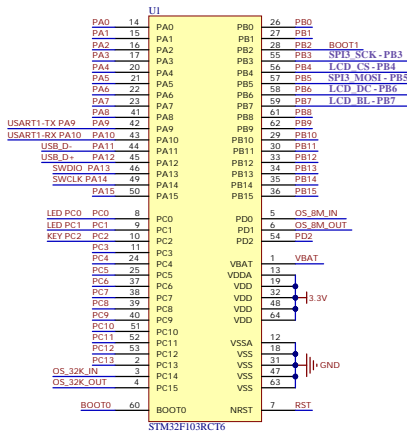 U1
PA0 14 PA0 PB0 26 PB0
PA1 15 PA1 PB1 27 PB1
PA2 16 PA2 PB2 28 PB2 BOOT1
PA3 17 PA3 PB3 55 PB3 SPI3_SCK - PB3
PA4 20 PA4 PB4 56 PB4 LCD_CS - PB4
PA5 21 PA5 PB5 57 PB5 SPI3_MOSI - PB5
PA6 22 PA6 PB6 58 PB6 LCD_DC - PB6
PA7 23 PA7 PB7 59 PB7 LCD_BL - PB7
PA8 41 PA8 PB8 61 PB8
USART1-TX PA9 42 PA9 PB9 62 PB9
USART1-RX PA10 43 PA10 PB10 29 PB10
USB_D- PA11 44 PA11 PB11 30 PB11
USB_D+ PA12 45 PA12 PB12 33 PB12
SWDIO PA13 46 PA13 PB13 34 PB13
SWCLK PA14 49 PA14 PB14 35 PB14
PA15 50 PA15 PB15 36 PB15
LED PC0 PC0 8 PC0 PD0 5 OS_8M_IN
LED PC1 PC1 9 PC1 PD1 6 OS_8M_OUT
KEY PC2 PC2 10 PC2 PD2 54 PD2
PC3 11 PC3
PC4 24 PC4 VBAT 1 VBAT
PC5 25 PC5 VDDA 13
PC6 37 PC6 VDD 19
PC7 38 PC7 VDD 32 3.3V
PC8 39 PC8 VDD 48
PC9 40 PC9 VDD 64
PC10 51 PC10
PC11 52 PC11 VSSA 12
PC12 53 PC12 VSS 18
PC13 2 PC13 VSS 31 GND
OS_32K_IN 3 PC14 VSS 47
OS_32K_OUT 4 PC15 VSS 63
BOOT0 60 BOOT0 NRST 7 RST
STM32F103RCT6